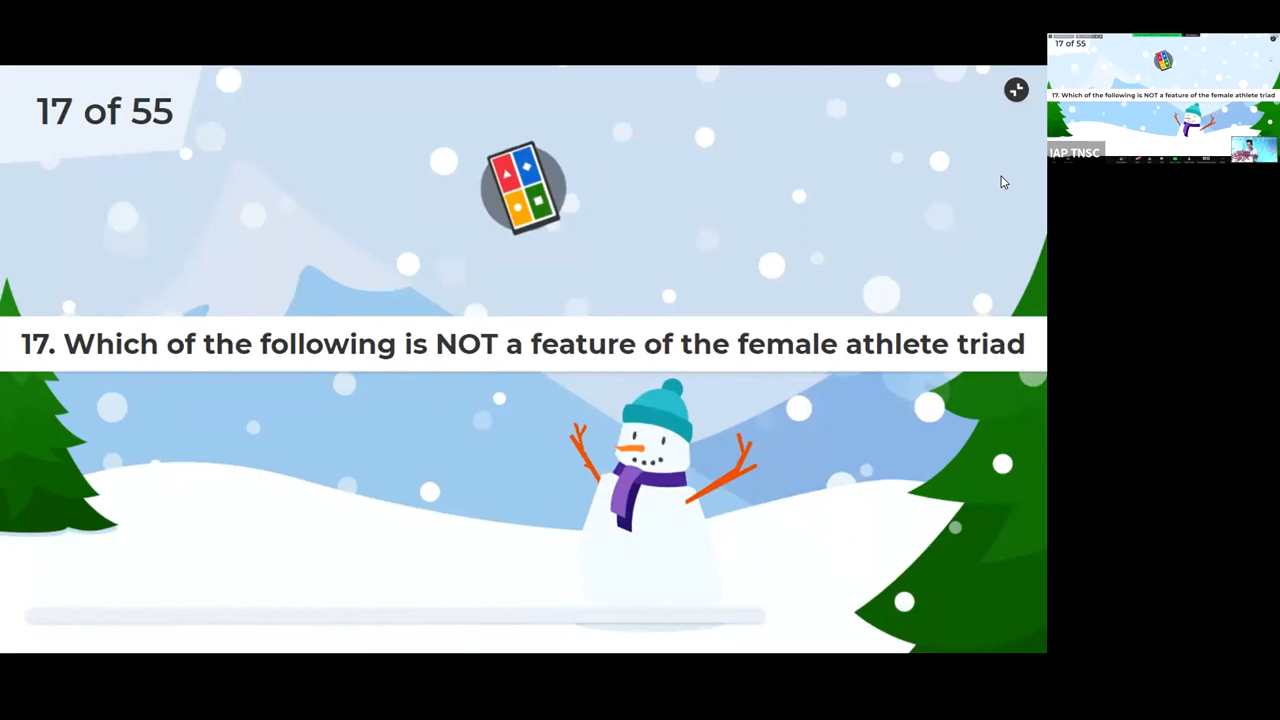 17 of 55
17. Which of the following is NOT a feature of the female athlete triad
17 of 55
17. Which of the following is NOT a feature of the female athlete triad
IAP TNSC